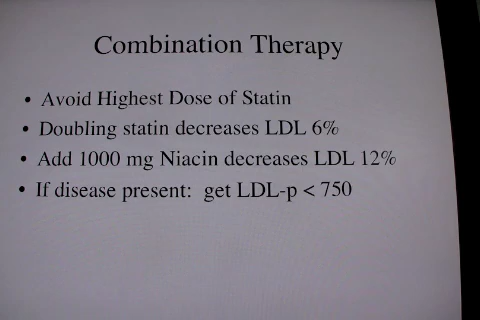 Combination Therapy
• Avoid Highest Dose of Statin
• Doubling statin decreases LDL 6%
• Add 1000 mg Niacin decreases LDL 12%
• If disease present: get LDL-p < 750